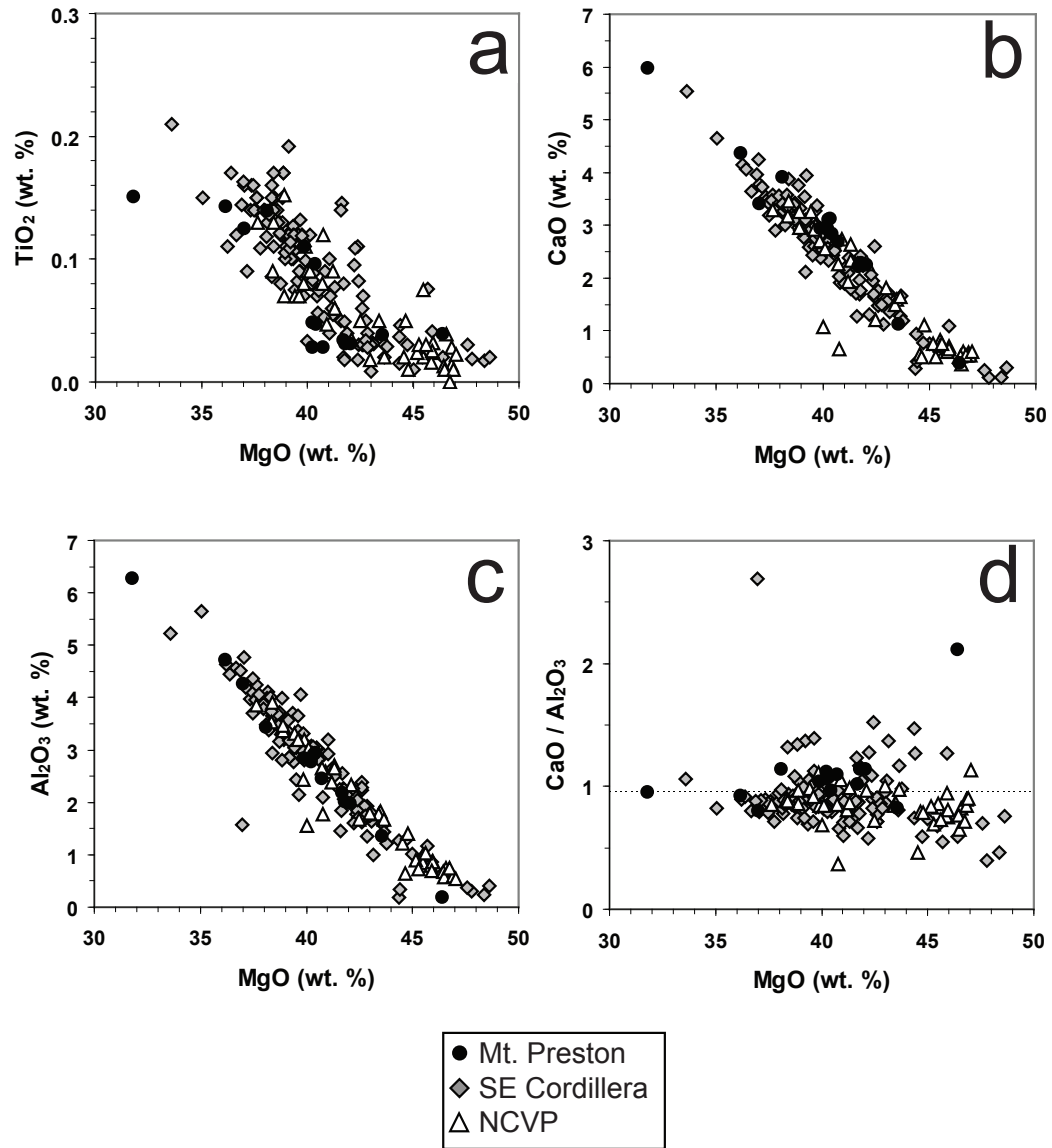 a
0.3
0.2
0.1
0.0
TiO2 (wt. %)
30 35 40 45 50
MgO (wt. %)
b
7
6
5
4
3
2
1
0
CaO (wt. %)
30 35 40 45 50
MgO (wt. %)
c
7
6
5
4
3
2
1
0
Al2O3 (wt. %)
30 35 40 45 50
MgO (wt. %)
d
3
2
1
0
CaO / Al2O3
30 35 40 45 50
MgO (wt. %)
Mt. Preston
SE Cordillera
NCVP